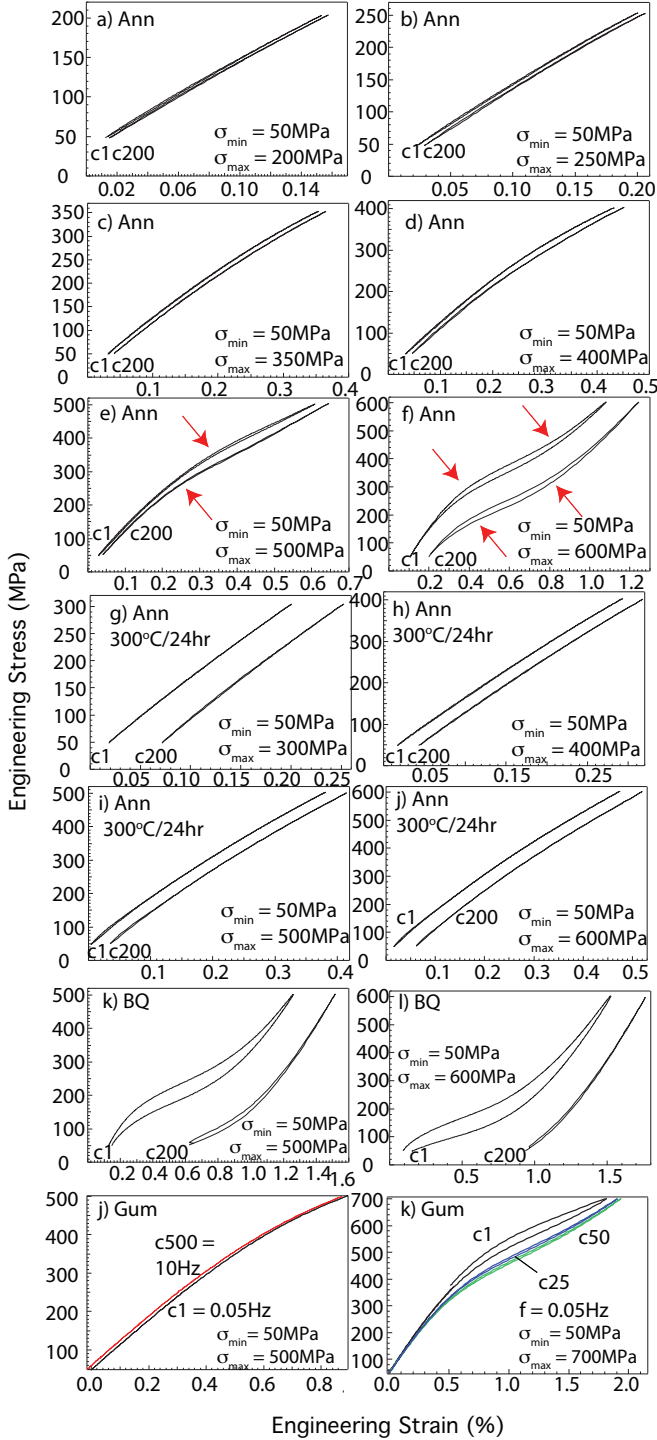 a) Ann
200
150
100
50
0
c1c200
σmin = 50MPa
σmax = 200MPa
0.02 0.06 0.10 0.14
b) Ann
250
200
150
100
50
0
c1c200
σmin = 50MPa
σmax = 250MPa
0.05 0.10 0.15 0.20
c) Ann
350
300
250
200
150
100
50
0
c1c200
σmin = 50MPa
σmax = 350MPa
0.1 0.2 0.3 0.4
d) Ann
400
300
200
100
0
c1c200
σmin = 50MPa
σmax = 400MPa
0.1 0.2 0.3 0.4 0.5
e) Ann
500
400
300
200
100
0
c1
c200
σmin = 50MPa
σmax = 500MPa
0.1 0.2 0.3 0.4 0.5 0.6 0.7
f) Ann
600
500
400
300
200
100
0
c1
c200
σmin = 50MPa
σmax = 600MPa
0.2 0.4 0.6 0.8 1.0 1.2
g) Ann
300°C/24hr
300
250
200
150
100
50
0
c1
c200
σmin = 50MPa
σmax = 300MPa
0.05 0.10 0.15 0.20 0.25
h) Ann
300°C/24hr
400
300
200
100
0
c1c200
σmin = 50MPa
σmax = 400MPa
0.05 0.15 0.25
i) Ann
300°C/24hr
500
400
300
200
100
0
c1c200
σmin = 50MPa
σmax = 500MPa
0.1 0.2 0.3 0.4
j) Ann
300°C/24hr
600
500
400
300
200
100
0
c1
c200
σmin = 50MPa
σmax = 600MPa
0.1 0.2 0.3 0.4 0.5
k) BQ
500
400
300
200
100
0
c1
c200
σmin = 50MPa
σmax = 500MPa
0.2 0.4 0.6 0.8 1.0 1.2 1.4 1.6
l) BQ
600
500
400
300
200
100
0
σmin = 50MPa
σmax = 600MPa
c1
c200
0.5 1.0 1.5
j) Gum
500
400
300
200
100
c500 =
10Hz
c1 = 0.05Hz
σmin = 50MPa
σmax = 500MPa
0.0 0.2 0.4 0.6 0.8
k) Gum
700
600
500
400
300
200
100
c1
c50
c25
f = 0.05Hz
σmin = 50MPa
σmax = 700MPa
0.0 0.5 1.0 1.5 2.0
Engineering Stress (MPa)
Engineering Strain (%)